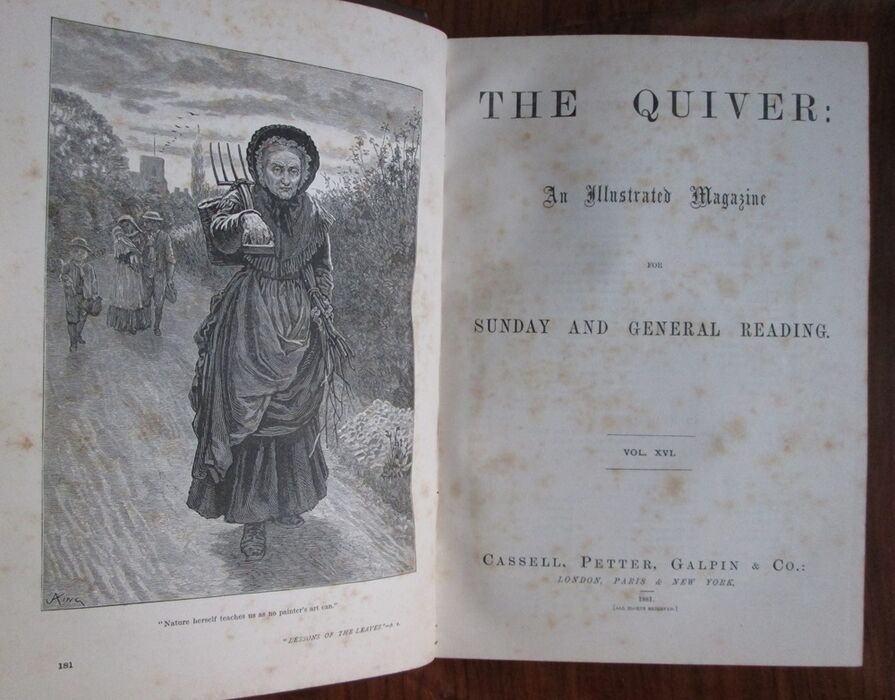 AKing
"Nature herself teaches us as no painter's art can."
"LESSONS OF THE LEAVES"—p. 2.
181
THE QUIVER:
An Illustrated Magazine
FOR
SUNDAY AND GENERAL READING.
VOL. XVI.
CASSELL, PETTER, GALPIN & CO.:
LONDON, PARIS & NEW YORK.
1881.
[ALL RIGHTS RESERVED.]